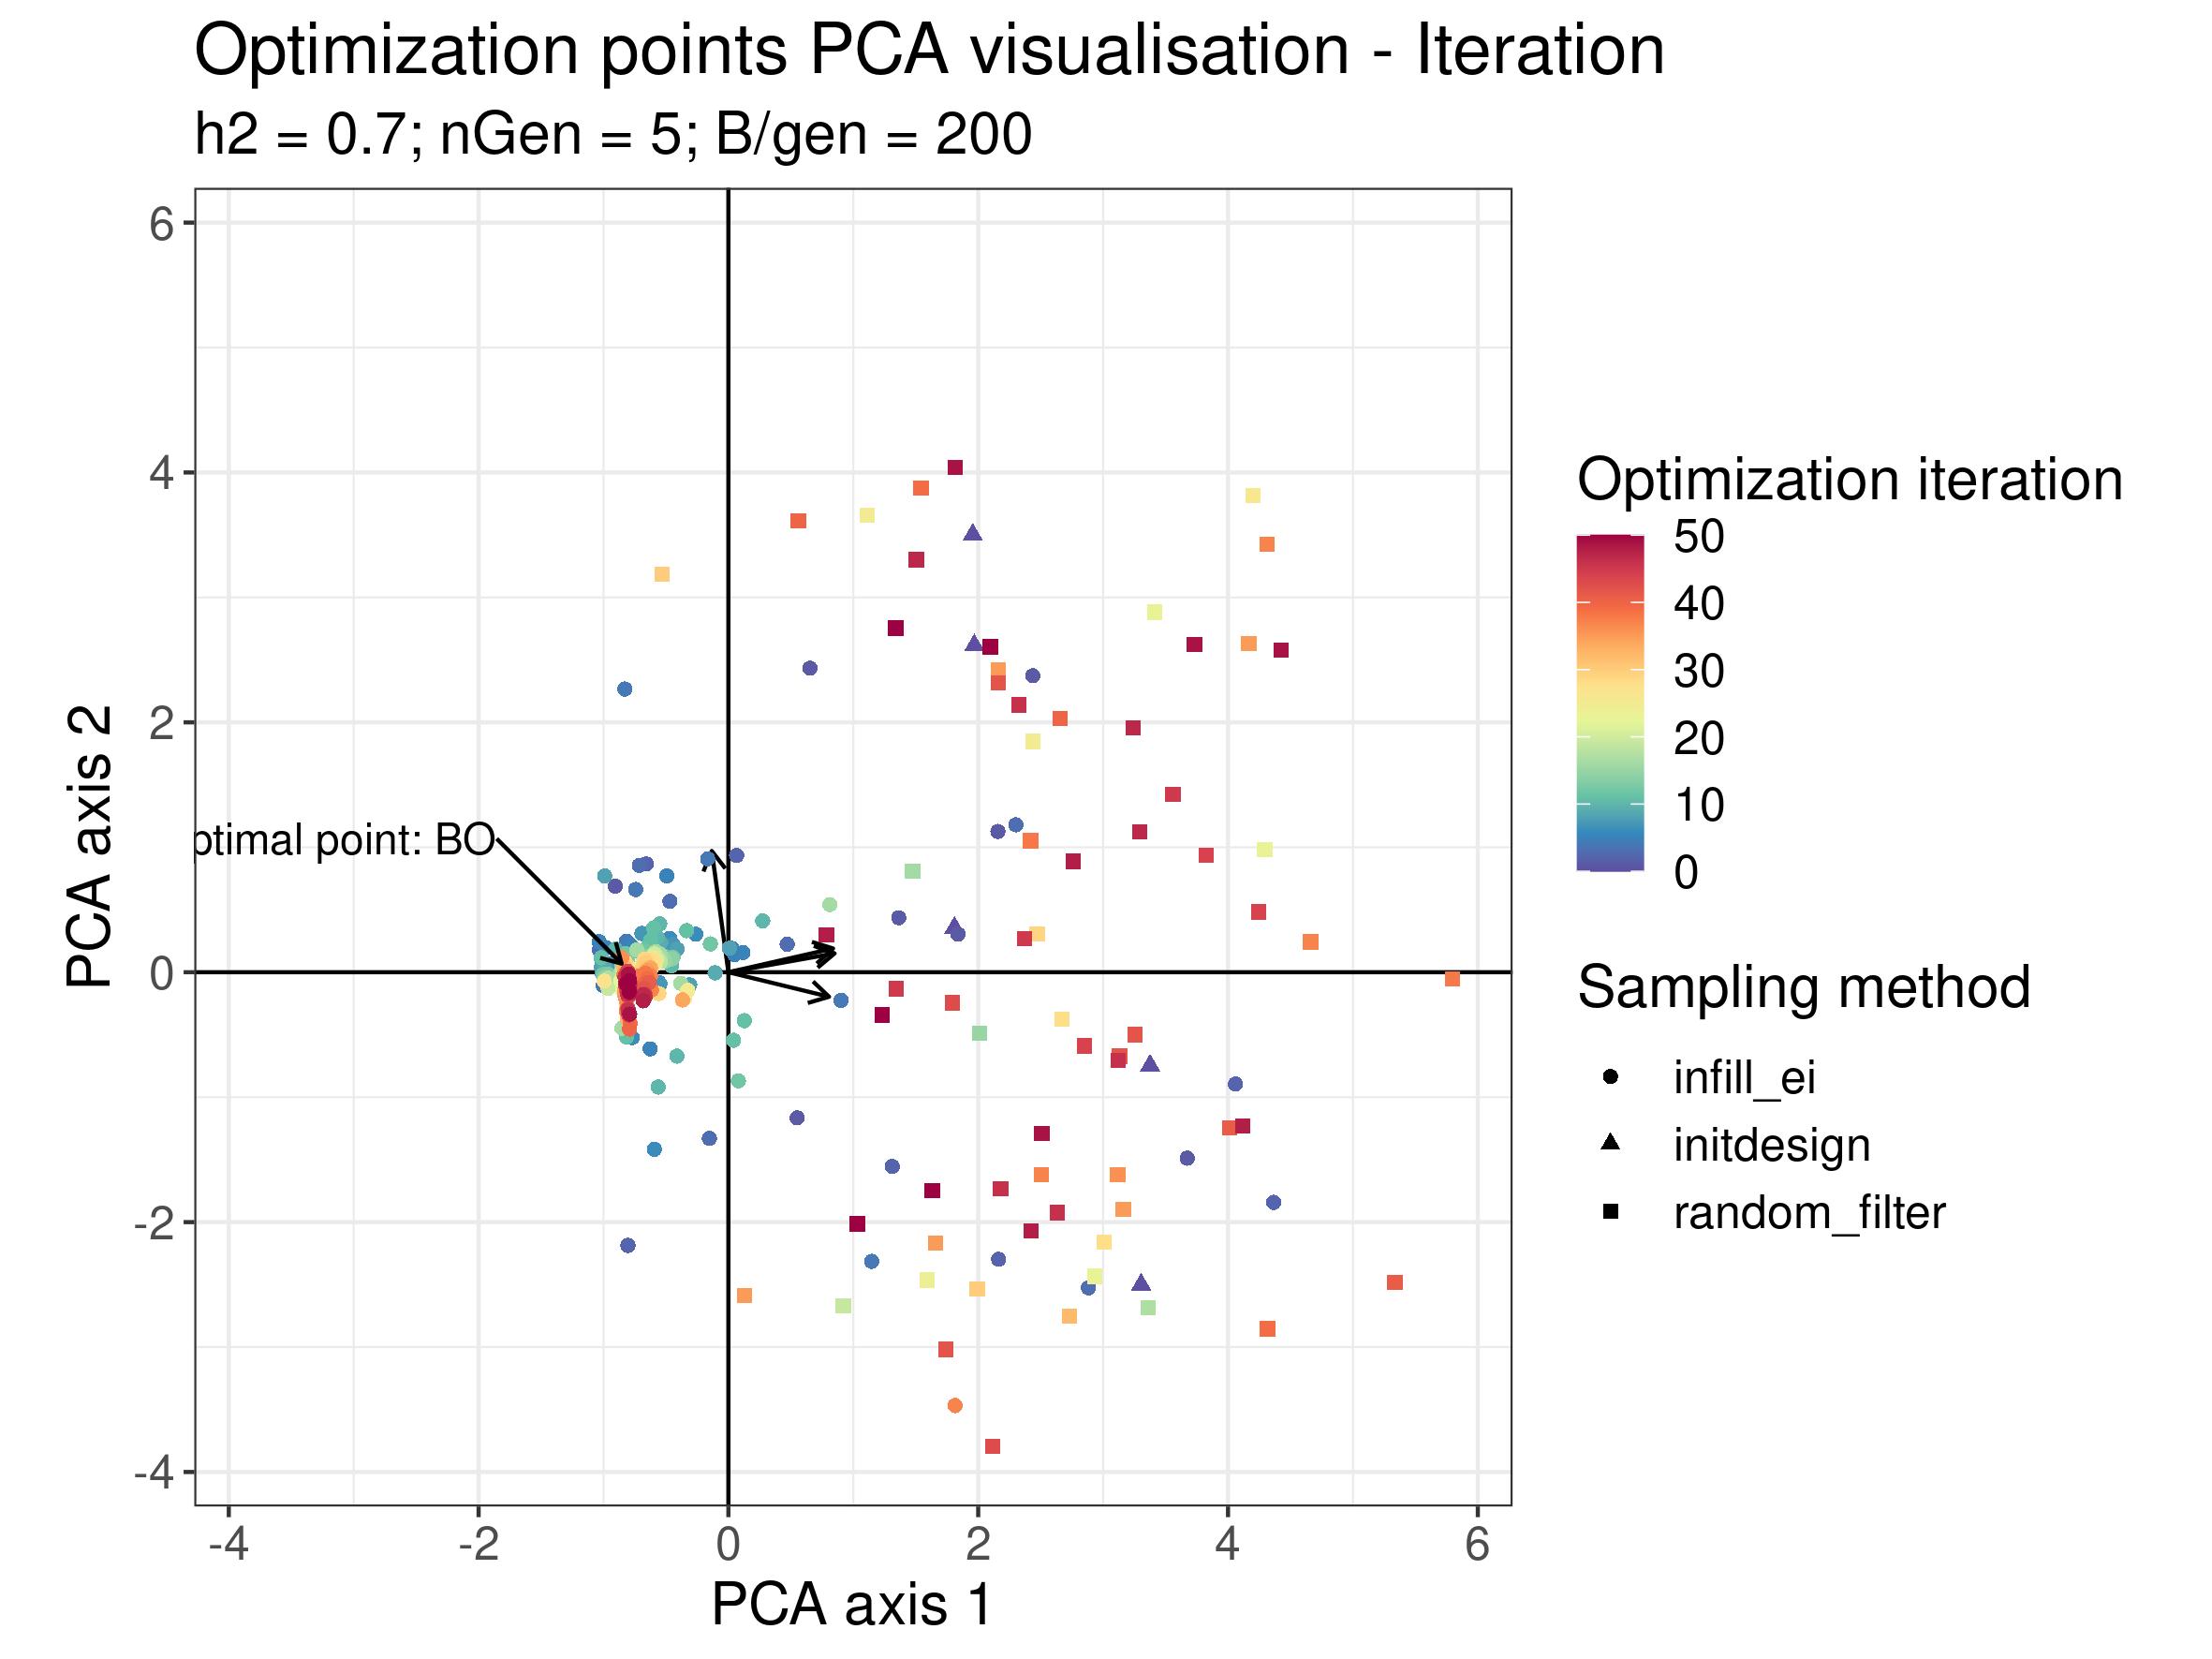 Optimization points PCA visualisation - Iteration
h2 = 0.7; nGen = 5; B/gen = 200
6
4
2
0
-2
-4
PCA axis 2
ptimal point: BO
-4
-2
0
2
4
6
PCA axis 1
Optimization iteration
50
40
30
20
10
0
Sampling method
infill_ei
initdesign
random_filter